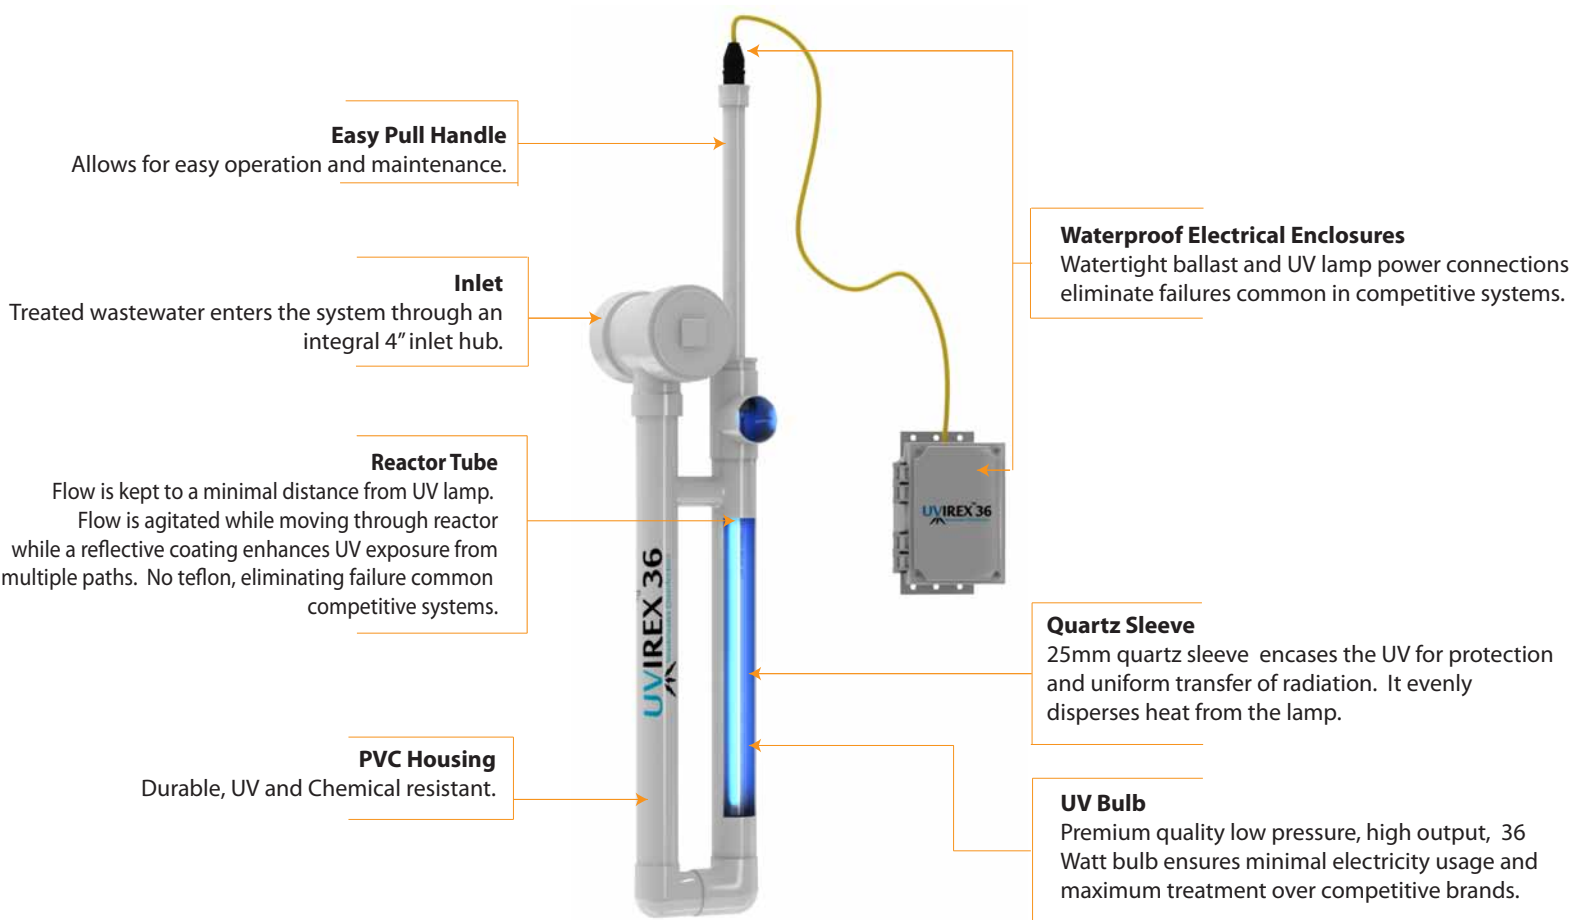 Easy Pull Handle
Allows for easy operation and maintenance.
Inlet
Treated wastewater enters the system through an
integral 4” inlet hub.
Reactor Tube
Flow is kept to a minimal distance from UV lamp.
Flow is agitated while moving through reactor
while a reflective coating enhances UV exposure from
multiple paths. No teflon, eliminating failure common
competitive systems.
PVC Housing
Durable, UV and Chemical resistant.
UVIREX™ 36
Waterproof Electrical Enclosures
Watertight ballast and UV lamp power connections
eliminate failures common in competitive systems.
UVIREX™ 36
Quartz Sleeve
25mm quartz sleeve encases the UV for protection
and uniform transfer of radiation. It evenly
disperses heat from the lamp.
UV Bulb
Premium quality low pressure, high output, 36
Watt bulb ensures minimal electricity usage and
maximum treatment over competitive brands.